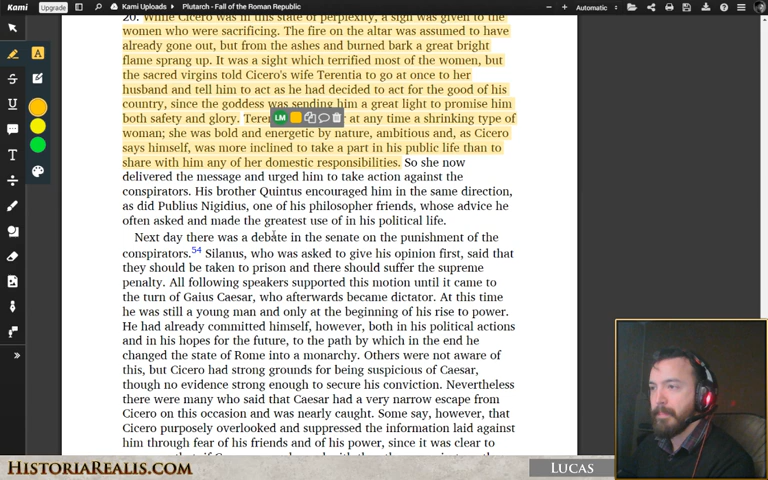 Kami
Upgrade
Kami Uploads > Plutarch - Fall of the Roman Republic
Automatic
20. While Cicero was in this state of perplexity, a sign was given to the
women who were sacrificing. The fire on the altar was assumed to have
already gone out, but from the ashes and burned bark a great bright
flame sprang up. It was a sight which terrified most of the women, but
the sacred virgins told Cicero's wife Terentia to go at once to her
husband and tell him to act as he had decided to act for the good of his
country, since the goddess was sending him a great light to promise him
both safety and glory. Teren
LM
at any time a shrinking type of
woman; she was bold and energetic by nature, ambitious and, as Cicero
says himself, was more inclined to take a part in his public life than to
share with him any of her domestic responsibilities. So she now
delivered the message and urged him to take action against the
conspirators. His brother Quintus encouraged him in the same direction,
as did Publius Nigidius, one of his philosopher friends, whose advice he
often asked and made the greatest use of in his political life.
Next day there was a debate in the senate on the punishment of the
conspirators.54 Silanus, who was asked to give his opinion first, said that
they should be taken to prison and there should suffer the supreme
penalty. All following speakers supported this motion until it came to
the turn of Gaius Caesar, who afterwards became dictator. At this time
he was still a young man and only at the beginning of his rise to power.
He had already committed himself, however, both in his political actions
and in his hopes for the future, to the path by which in the end he
changed the state of Rome into a monarchy. Others were not aware of
this, but Cicero had strong grounds for being suspicious of Caesar,
though no evidence strong enough to secure his conviction. Nevertheless
there were many who said that Caesar had a very narrow escape from
Cicero on this occasion and was nearly caught. Some say, however, that
Cicero purposely overlooked and suppressed the information laid against
him through fear of his friends and of his power, since it was clear to
HISTORIAREALIS.COM
LUCAS